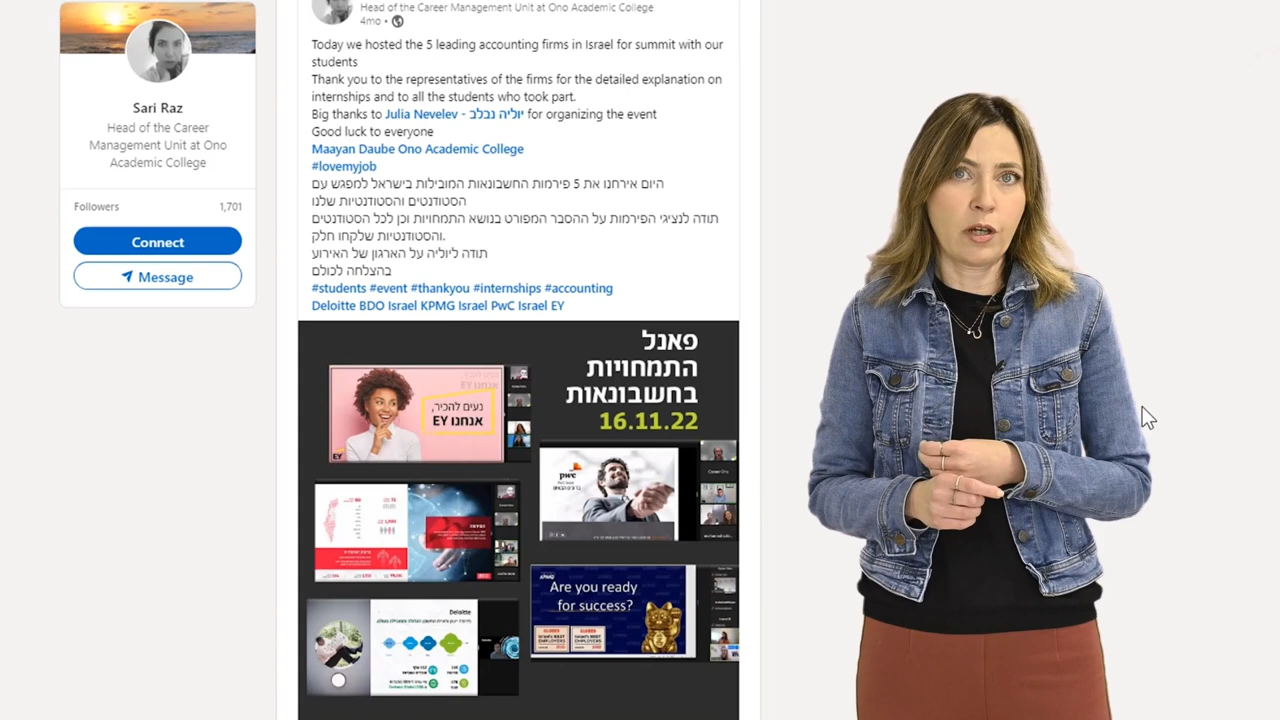 Sari Raz
Head of the Career
Management Unit at Ono
Academic College
Followers
1,701
Connect
Message
Head of the Career Management Unit at Ono Academic College
4mo •
Today we hosted the 5 leading accounting firms in Israel for summit with our
students
Thank you to the representatives of the firms for the detailed explanation on
internships and to all the students who took part.
Big thanks to Julia Nevelev - יוליה נבלב for organizing the event
Good luck to everyone
Maayan Daube Ono Academic College
#lovemyjob
היום אירחנו את 5 פירמות החשבונאות המובילות בישראל למפגש עם
הסטודנטים והסטודנטיות שלנו
תודה לנציגי הפירמות על ההסבר המפורט בנושא התמחויות וכן לכל הסטודנטים
והסטודנטיות שלקחו חלק.
תודה ליוליה על הארגון של האירוע
בהצלחה לכולם
#students #event #thankyou #internships #accounting
Deloitte BDO Israel KPMG Israel PwC Israel EY
פאנל
התמחויות
בחשבונאות
16.11.22
נעים להכיר,
אנחנו EY
EY
pwc
KPMG
Are you ready
for success?
Deloitte